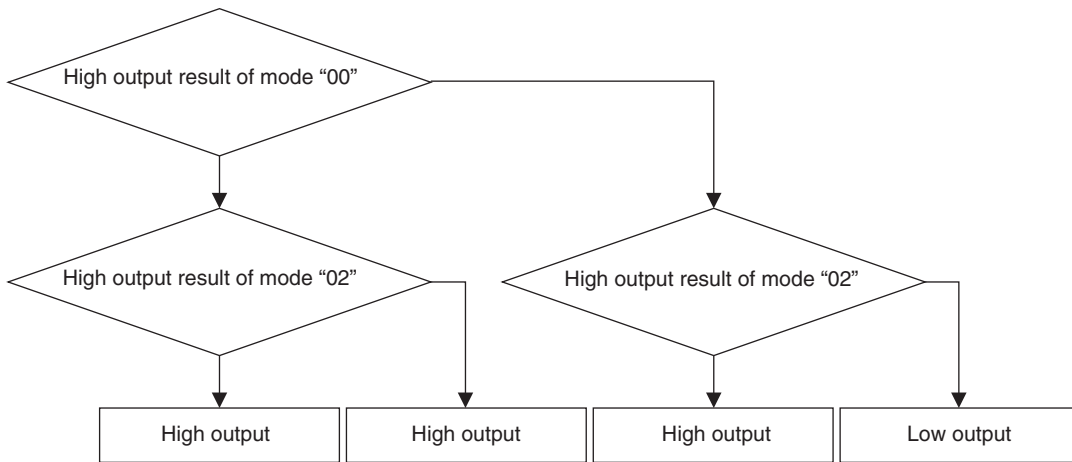 High output result of mode “00”
High output result of mode “02”
High output result of mode “02”
High output
High output
High output
Low output